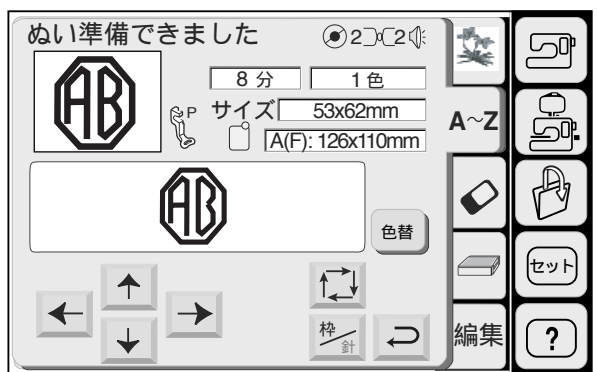 ぬい準備できました 2 2
AB
8 分 1 色
P サイズ 53x62mm
A(F): 126x110mm
A~Z
AB
色替
セット
枠/針
編集
?